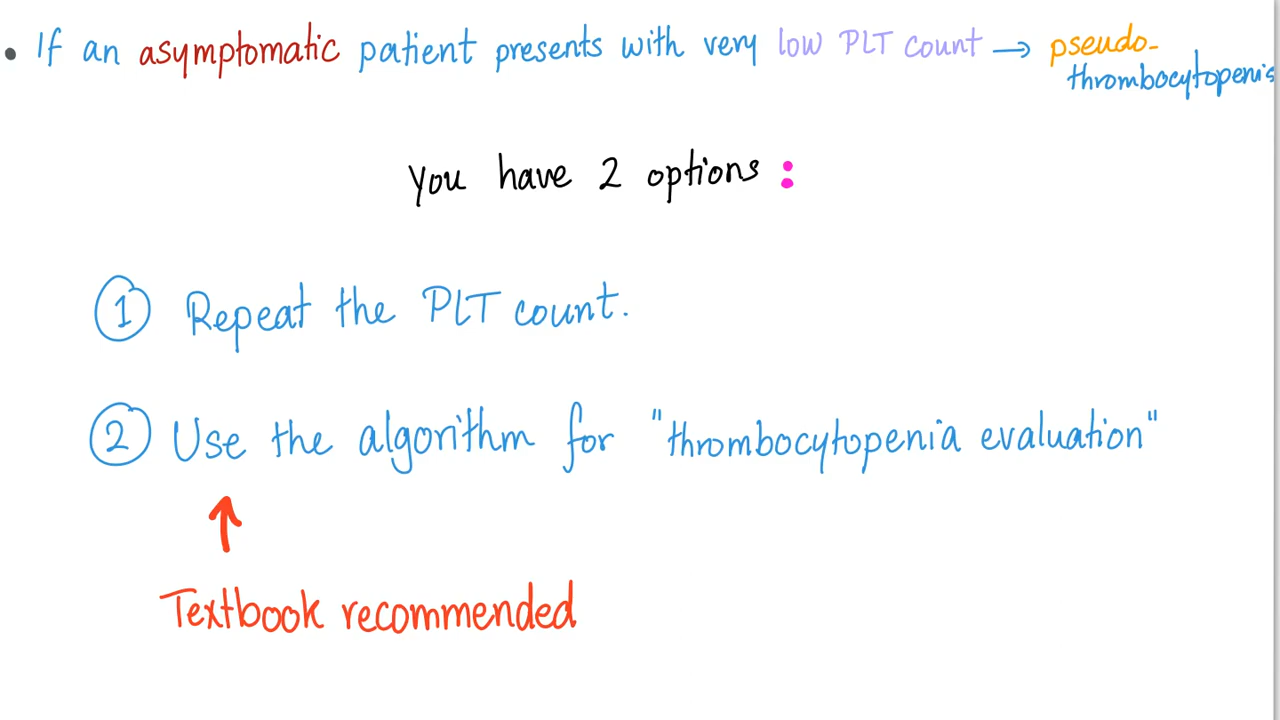 • If an asymptomatic patient presents with very low PLT count → pseudo-
thrombocytopenis
You have 2 options:
1 Repeat the PLT count.
2 Use the algorithm for "thrombocytopenia evaluation"
↑
Textbook recommended